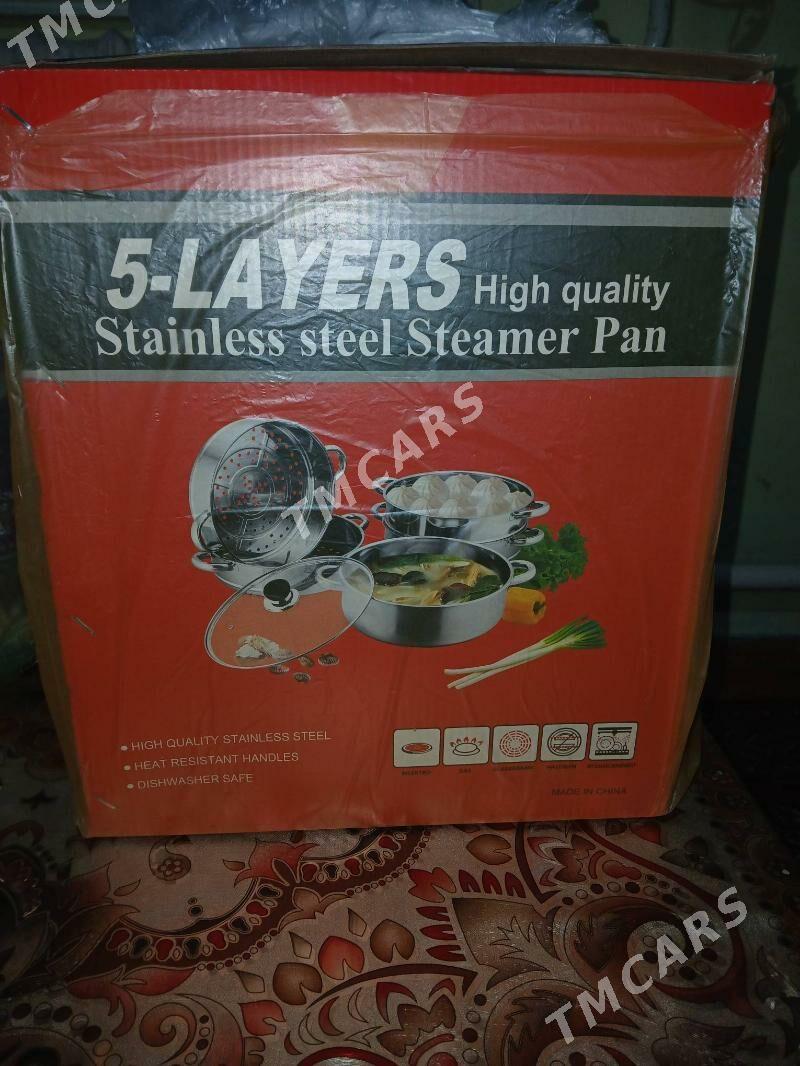 TMCARS
5-LAYERS High quality
Stainless steel Steamer Pan
TMCARS
• HIGH QUALITY STAINLESS STEEL
• HEAT RESISTANT HANDLES
• DISHWASHER SAFE
GAS
MADE IN CHINA
TMCARS